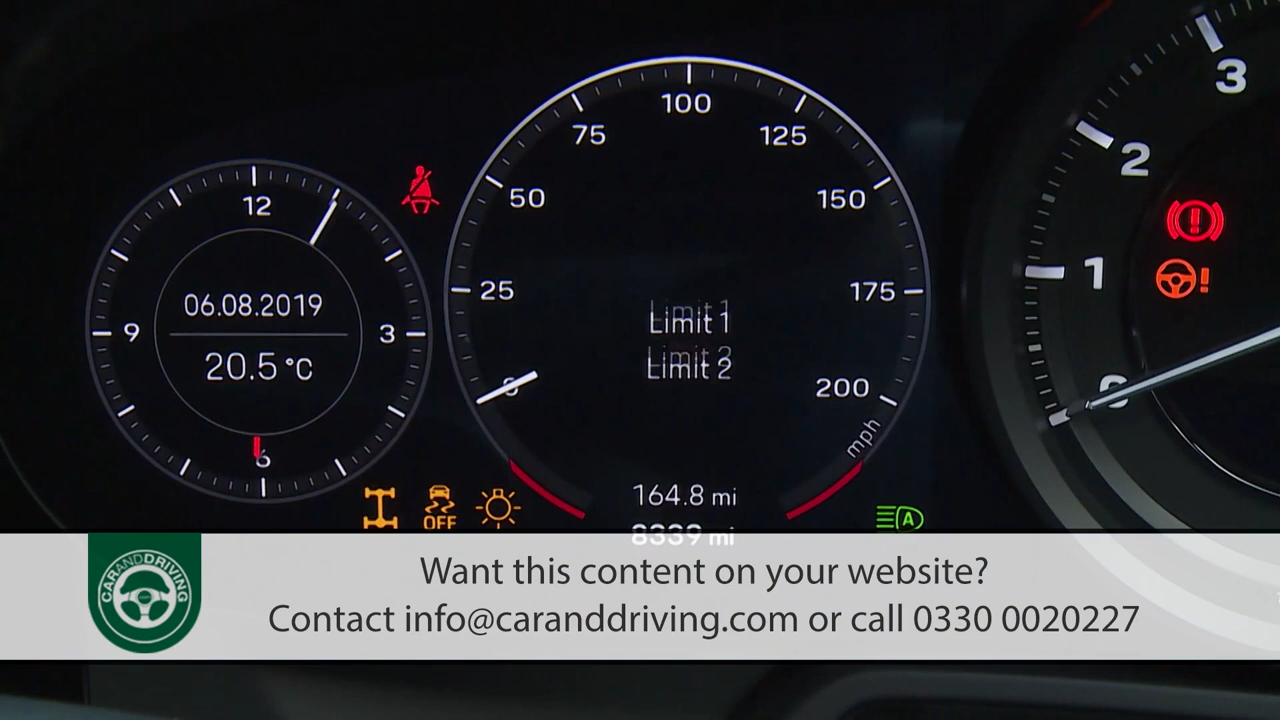 12
3
06.08.2019
20.5 °C
9
3
6
0
25
50
75
100
125
150
175
200
mph
Limit 1
Limit 2
164.8 mi
8339 mi
OFF
A
0
1
2
3
CARANDDRIVING
Want this content on your website?
Contact info@caranddriving.com or call 0330 0020227